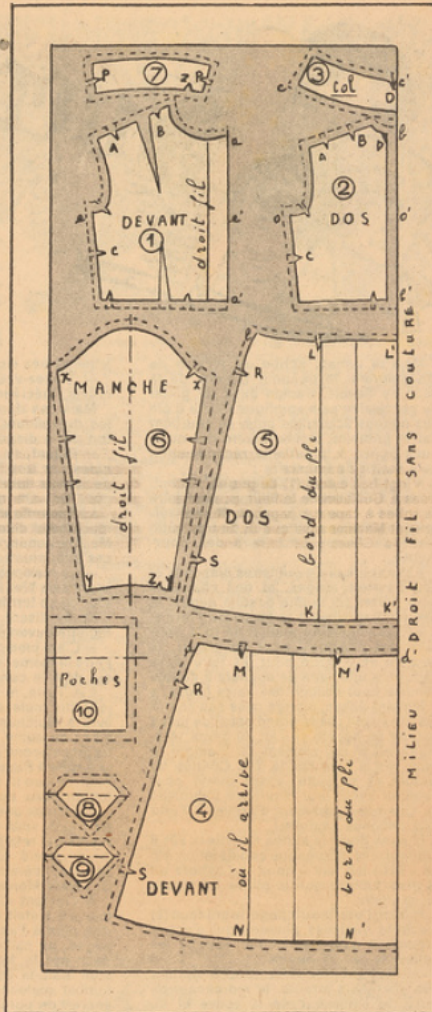 7
P
Z
P
3
col
c
c'
D
A
B
a
DEVANT
1
droit fil
e
e'
C
a'
2
DOS
A
B
D
b
o
o'
C
b'
MANCHE
6
droit fil
X
X
Y
Z
Y
5
DOS
bord du pli
R
S
L
L'
K
K'
MILIEU DROIT FIL SANS COUTURE
Poches
10
8
9
4
DEVANT
où il arrive
bord du pli
d
R
S
M
M'
N
N'